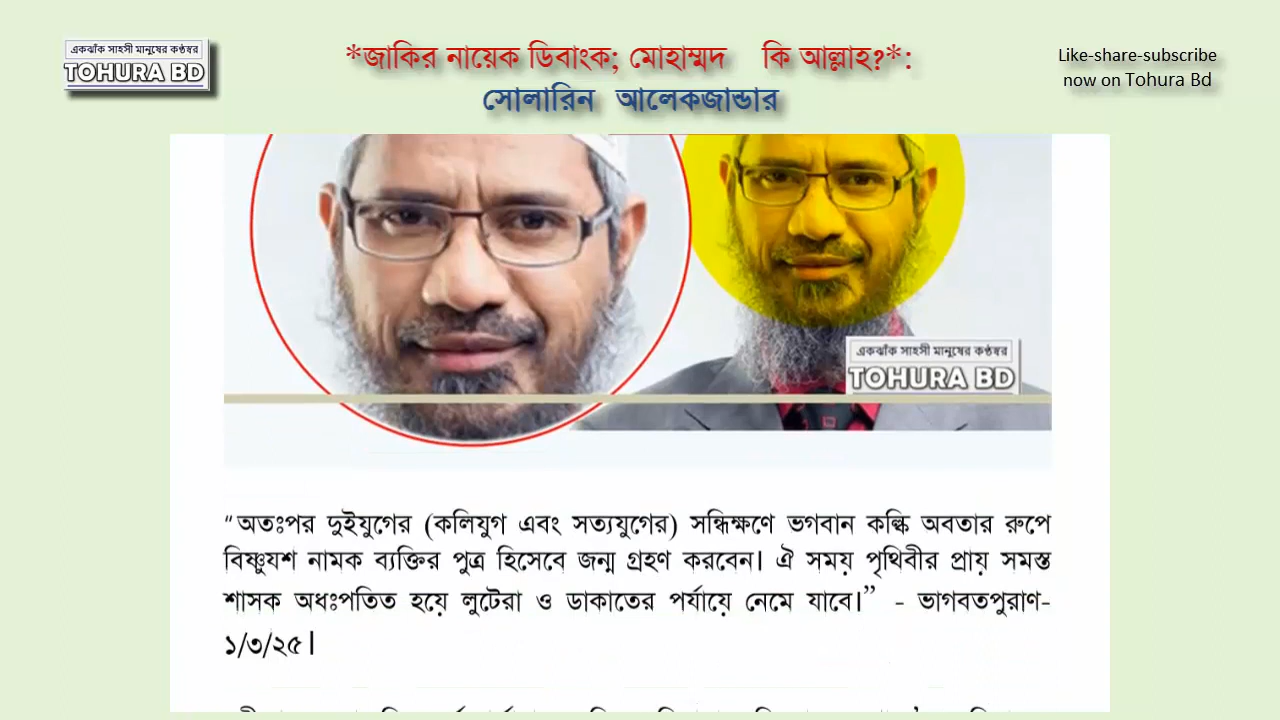 একঝাঁক সাহসী মানুষের কণ্ঠস্বর
TOHURA BD
*জাকির নায়েক ডিবাংক; মোহাম্মদ কি আল্লাহ?*:
সোলারিন আলেকজান্ডার
Like-share-subscribe
now on Tohura Bd
একঝাঁক সাহসী মানুষের কণ্ঠস্বর
TOHURA BD
“অতঃপর দুইযুগের (কলিযুগ এবং সত্যযুগের) সন্ধিক্ষণে ভগবান কল্কি অবতার রুপে
বিষ্ণুযশ নামক ব্যক্তির পুত্র হিসেবে জন্ম গ্রহণ করবেন। ঐ সময় পৃথিবীর প্রায় সমস্ত
শাসক অধঃপতিত হয়ে লুটেরা ও ডাকাতের পর্যায়ে নেমে যাবে।” - ভাগবতপুরাণ-
১/৩/২৫।